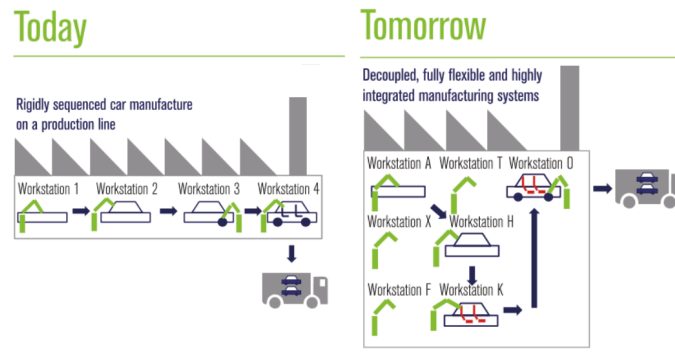 Today
Rigidly sequenced car manufacture
on a production line
Workstation 1 Workstation 2 Workstation 3 Workstation 4
Tomorrow
Decoupled, fully flexible and highly
integrated manufacturing systems
Workstation A Workstation T Workstation O
Workstation X Workstation H
Workstation F Workstation K